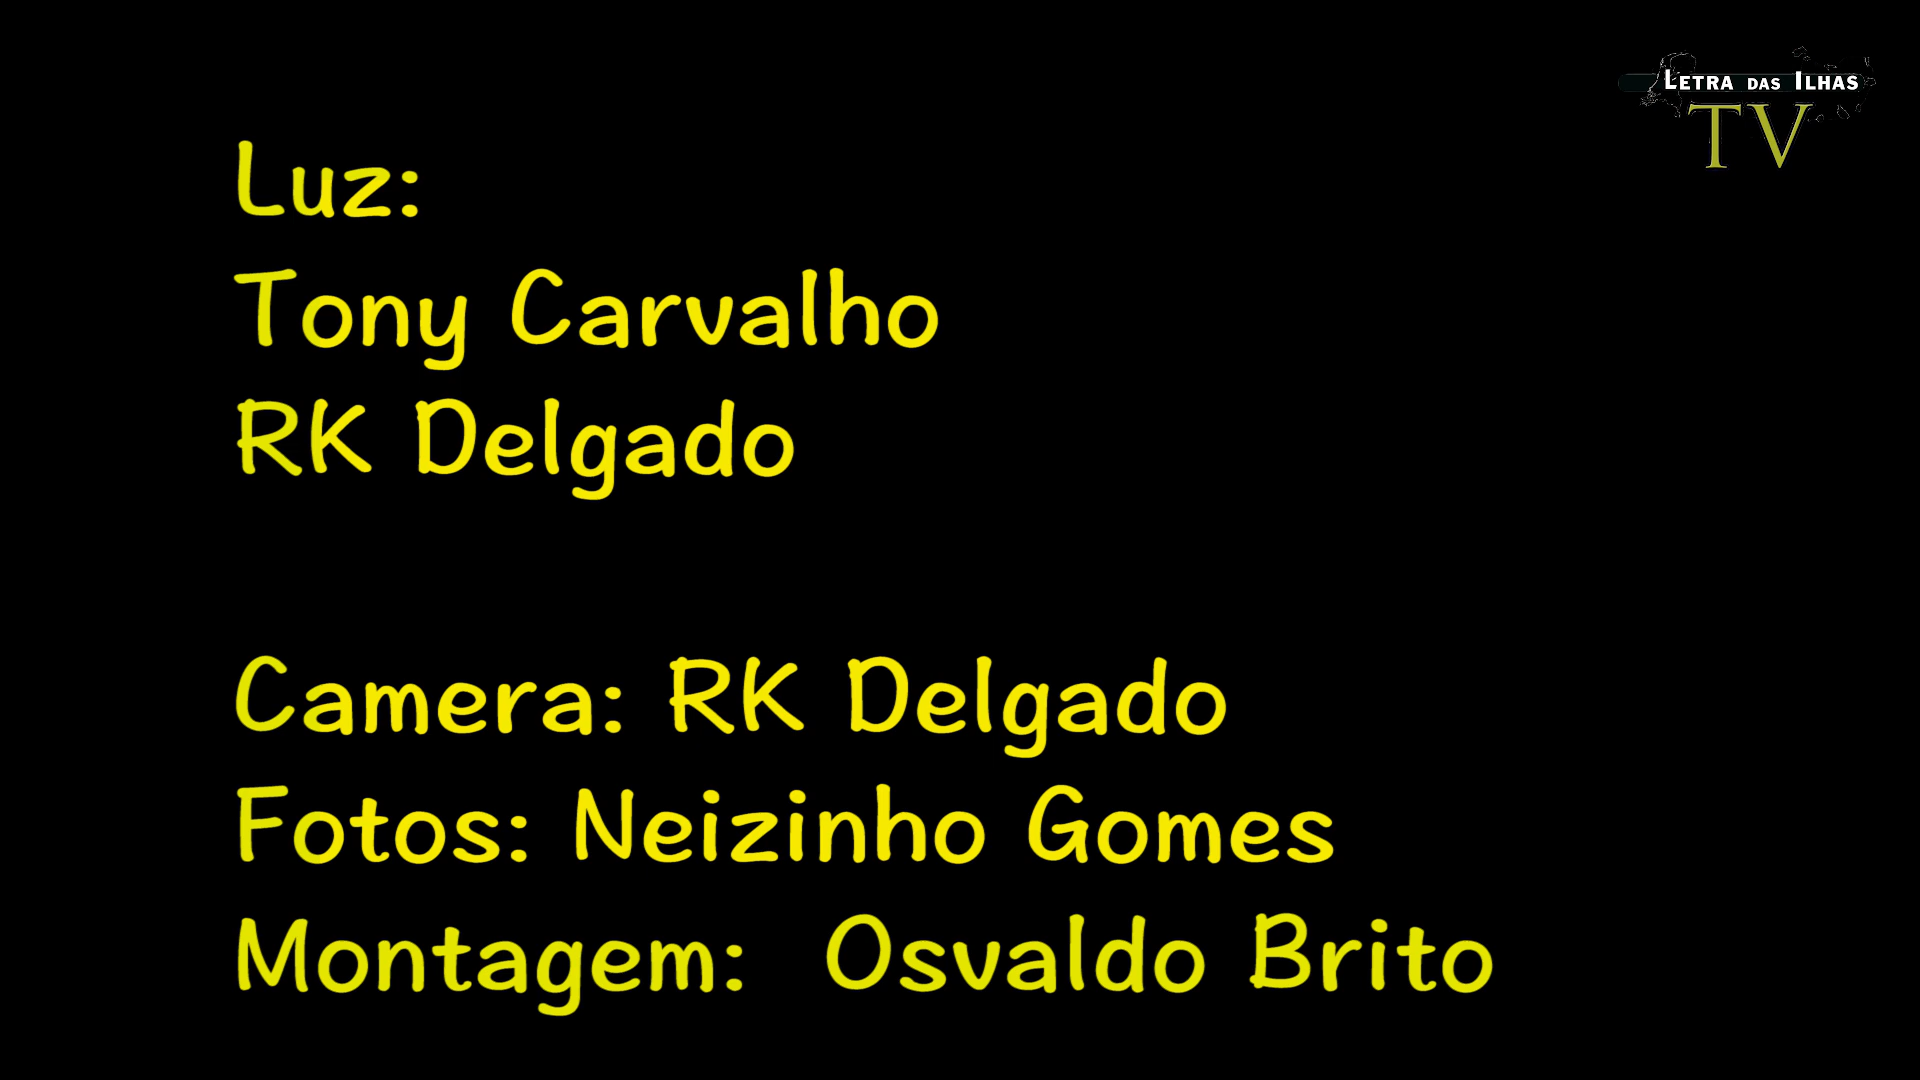 LETRA DAS ILHAS
TV
Luz:
Tony Carvalho
RK Delgado
Camera: RK Delgado
Fotos: Neizinho Gomes
Montagem: Osvaldo Brito